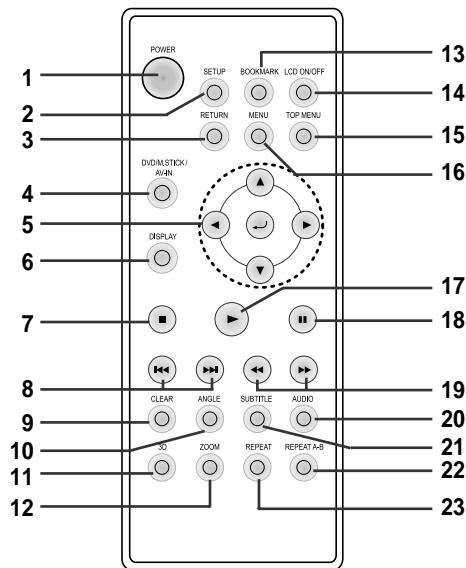 POWER
1
13
SETUP BOOKMARK LCD ON/OFF
2
14
RETURN MENU TOP MENU
3
15
16
DVD/M.STICK/
AV-IN
4
5
DISPLAY
6
17
7
18
8
19
CLEAR ANGLE SUBTITLE AUDIO
9
20
10
21
3D ZOOM REPEAT REPEAT A-B
11
22
12
23